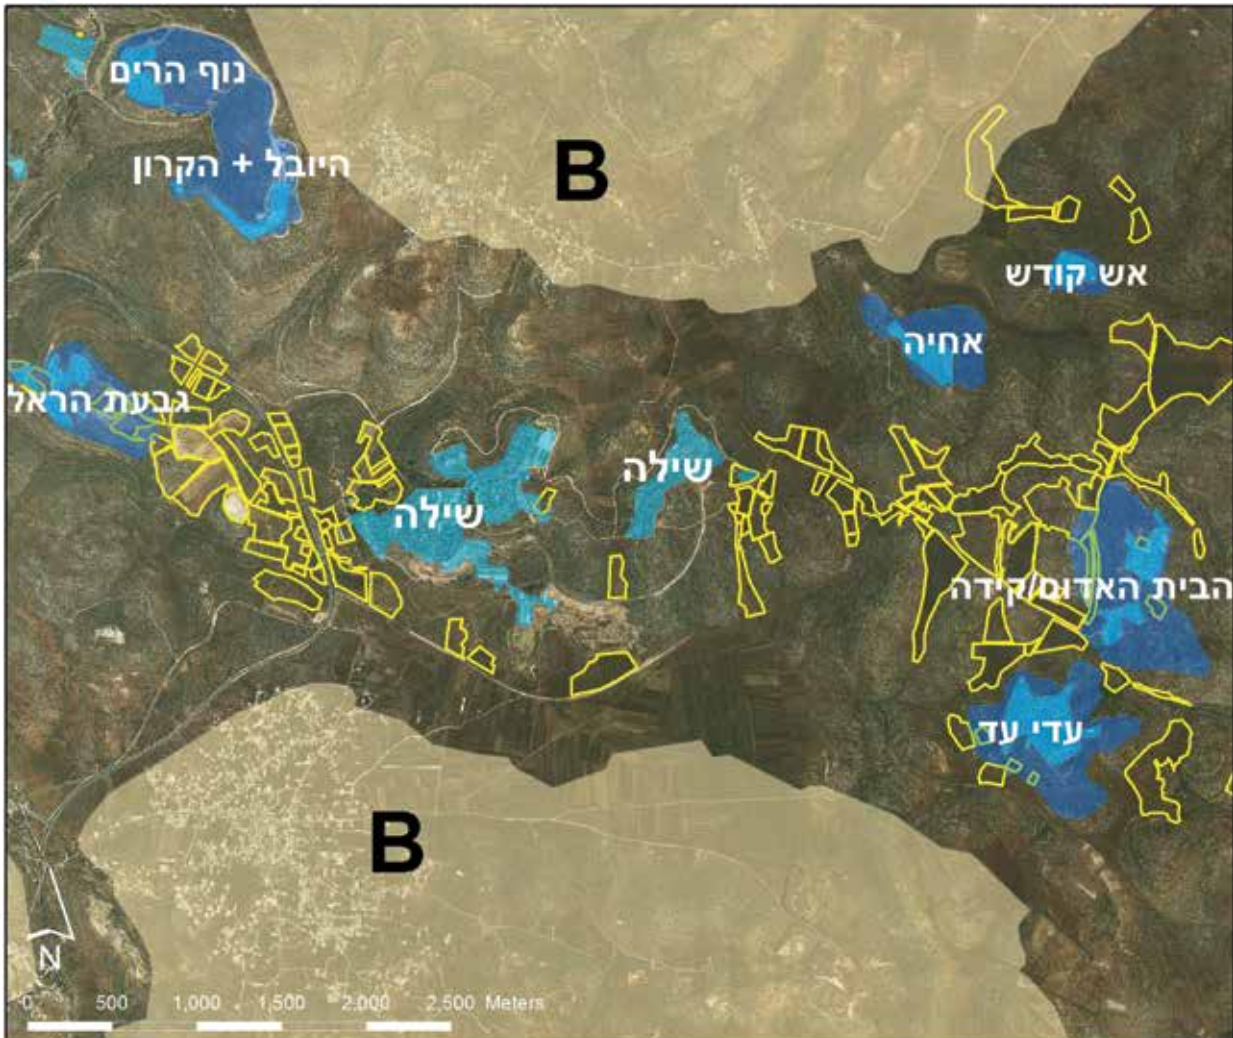 נוף הרים
היובל + הקרון
B
אש קודש
אחיה
גבעת הראל
שילה
שילה
הבית האדום/קידה
עדי עד
B
N
0 500 1,000 1,500 2,000 2,500 Meters